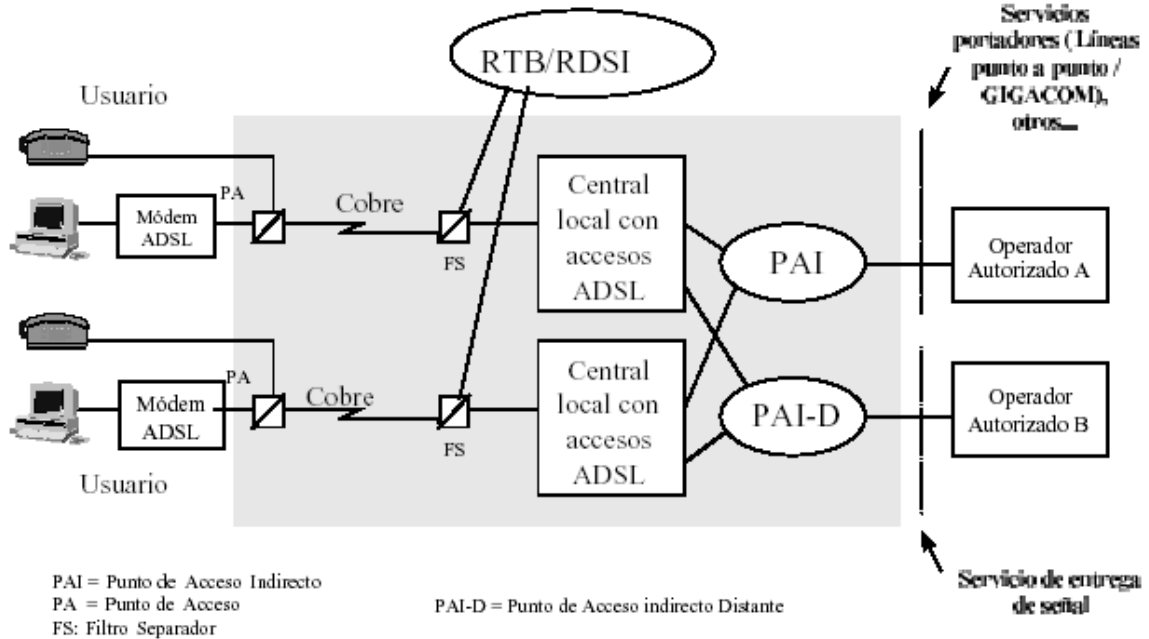 Servicios
portadores (Líneas
punto a punto /
GIGACOM),
otros...
RTB/RDSI
Usuario
PA
Módem
ADSL
Cobre
FS
Central
local con
accesos
ADSL
PAI
Operador
Autorizado A
PA
Módem
ADSL
Cobre
FS
Central
local con
accesos
ADSL
PAI-D
Operador
Autorizado B
Usuario
Servicio de entrega
de señal
PAI = Punto de Acceso Indirecto
PA = Punto de Acceso
FS: Filtro Separador
PAI-D = Punto de Acceso indirecto Distante